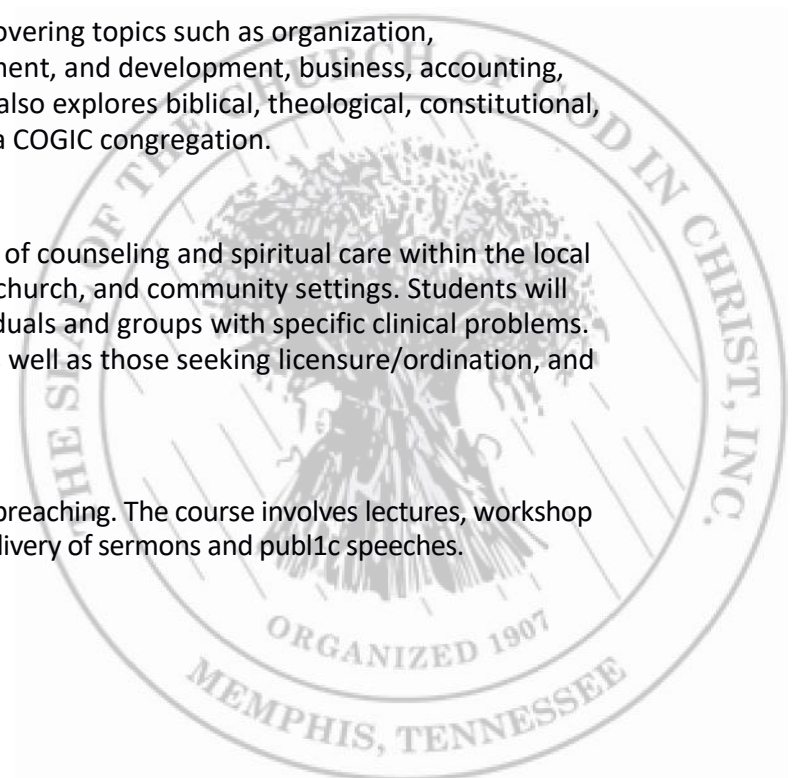 overing topics such as organization,
nent, and development, business, accounting,
also explores biblical, theological, constitutional,
a COGIC congregation.
of counseling and spiritual care within the local
church, and community settings. Students will
duals and groups with specific clinical problems.
well as those seeking licensure/ordination, and
preaching. The course involves lectures, workshop
livery of sermons and publ1c speeches.
THE SEAL OF THE CHURCH OF GOD IN CHRIST, INC.
ORGANIZED 1907
MEMPHIS, TENNESSEE